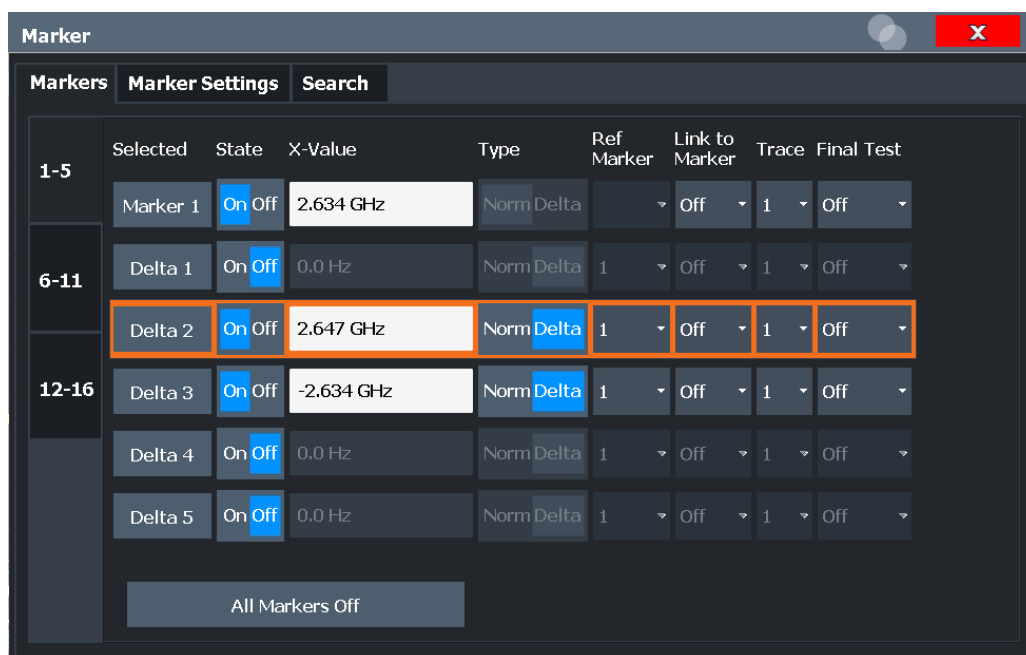 Marker
X
Markers Marker Settings Search
1-5
6-11
12-16
Selected State X-Value Type Ref Marker Link to Marker Trace Final Test
Marker 1 On Off 2.634 GHz Norm Delta Off 1 Off
Delta 1 On Off 0.0 Hz Norm Delta 1 Off 1 Off
Delta 2 On Off 2.647 GHz Norm Delta 1 Off 1 Off
Delta 3 On Off -2.634 GHz Norm Delta 1 Off 1 Off
Delta 4 On Off 0.0 Hz Norm Delta 1 Off 1 Off
Delta 5 On Off 0.0 Hz Norm Delta 1 Off 1 Off
All Markers Off